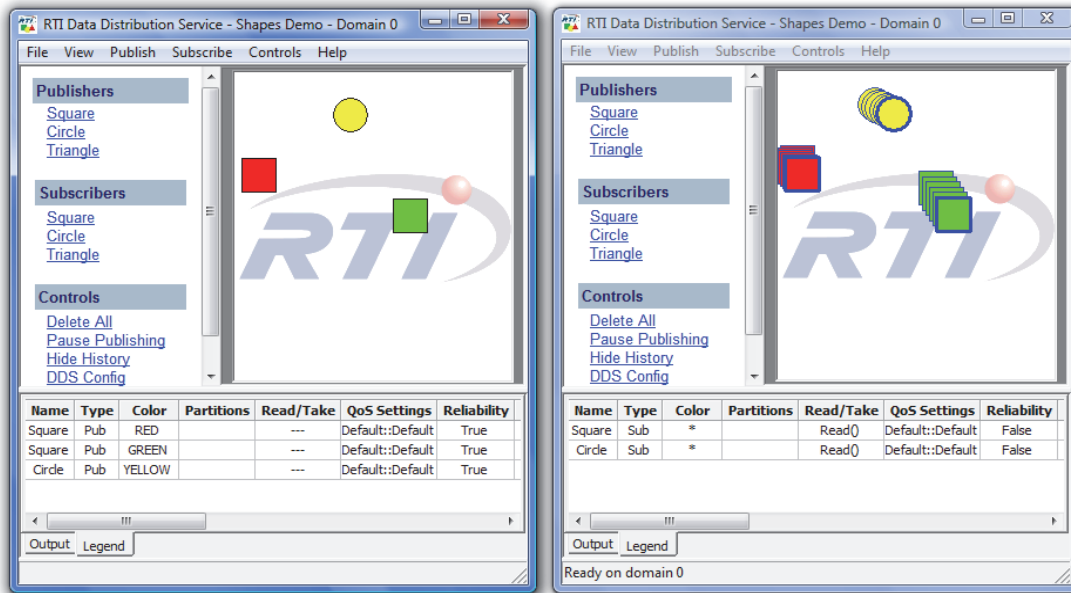 RTI Data Distribution Service - Shapes Demo - Domain 0
File View Publish Subscribe Controls Help
Publishers
Square
Circle
Triangle
Subscribers
Square
Circle
Triangle
Controls
Delete All
Pause Publishing
Hide History
DDS Config
RTI
Name Type Color Partitions Read/Take QoS Settings Reliability
Square Pub RED --- Default::Default True
Square Pub GREEN --- Default::Default True
Circle Pub YELLOW --- Default::Default True
Output Legend
RTI Data Distribution Service - Shapes Demo - Domain 0
File View Publish Subscribe Controls Help
Publishers
Square
Circle
Triangle
Subscribers
Square
Circle
Triangle
Controls
Delete All
Pause Publishing
Hide History
DDS Config
RTI
Name Type Color Partitions Read/Take QoS Settings Reliability
Square Sub * Read() Default::Default False
Circle Sub * Read() Default::Default False
Output Legend
Ready on domain 0